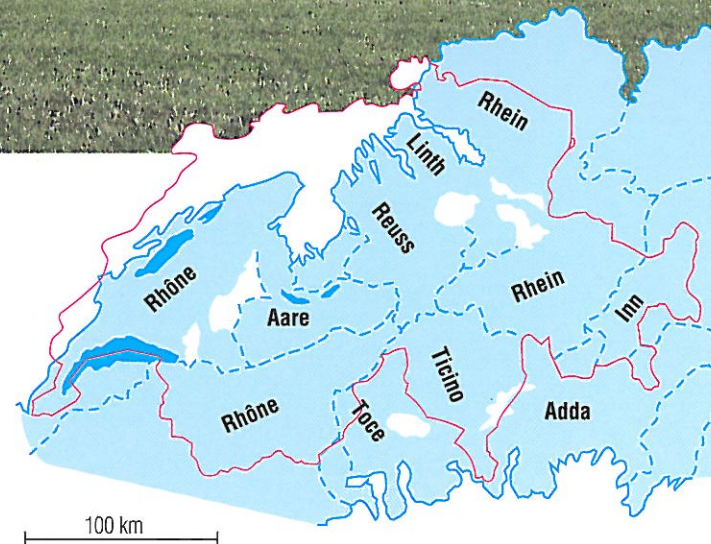 Rhein
Linth
Reuss
Rhône
Rhein
Inn
Aare
Ticino
Rhône
Toce
Adda
100 km